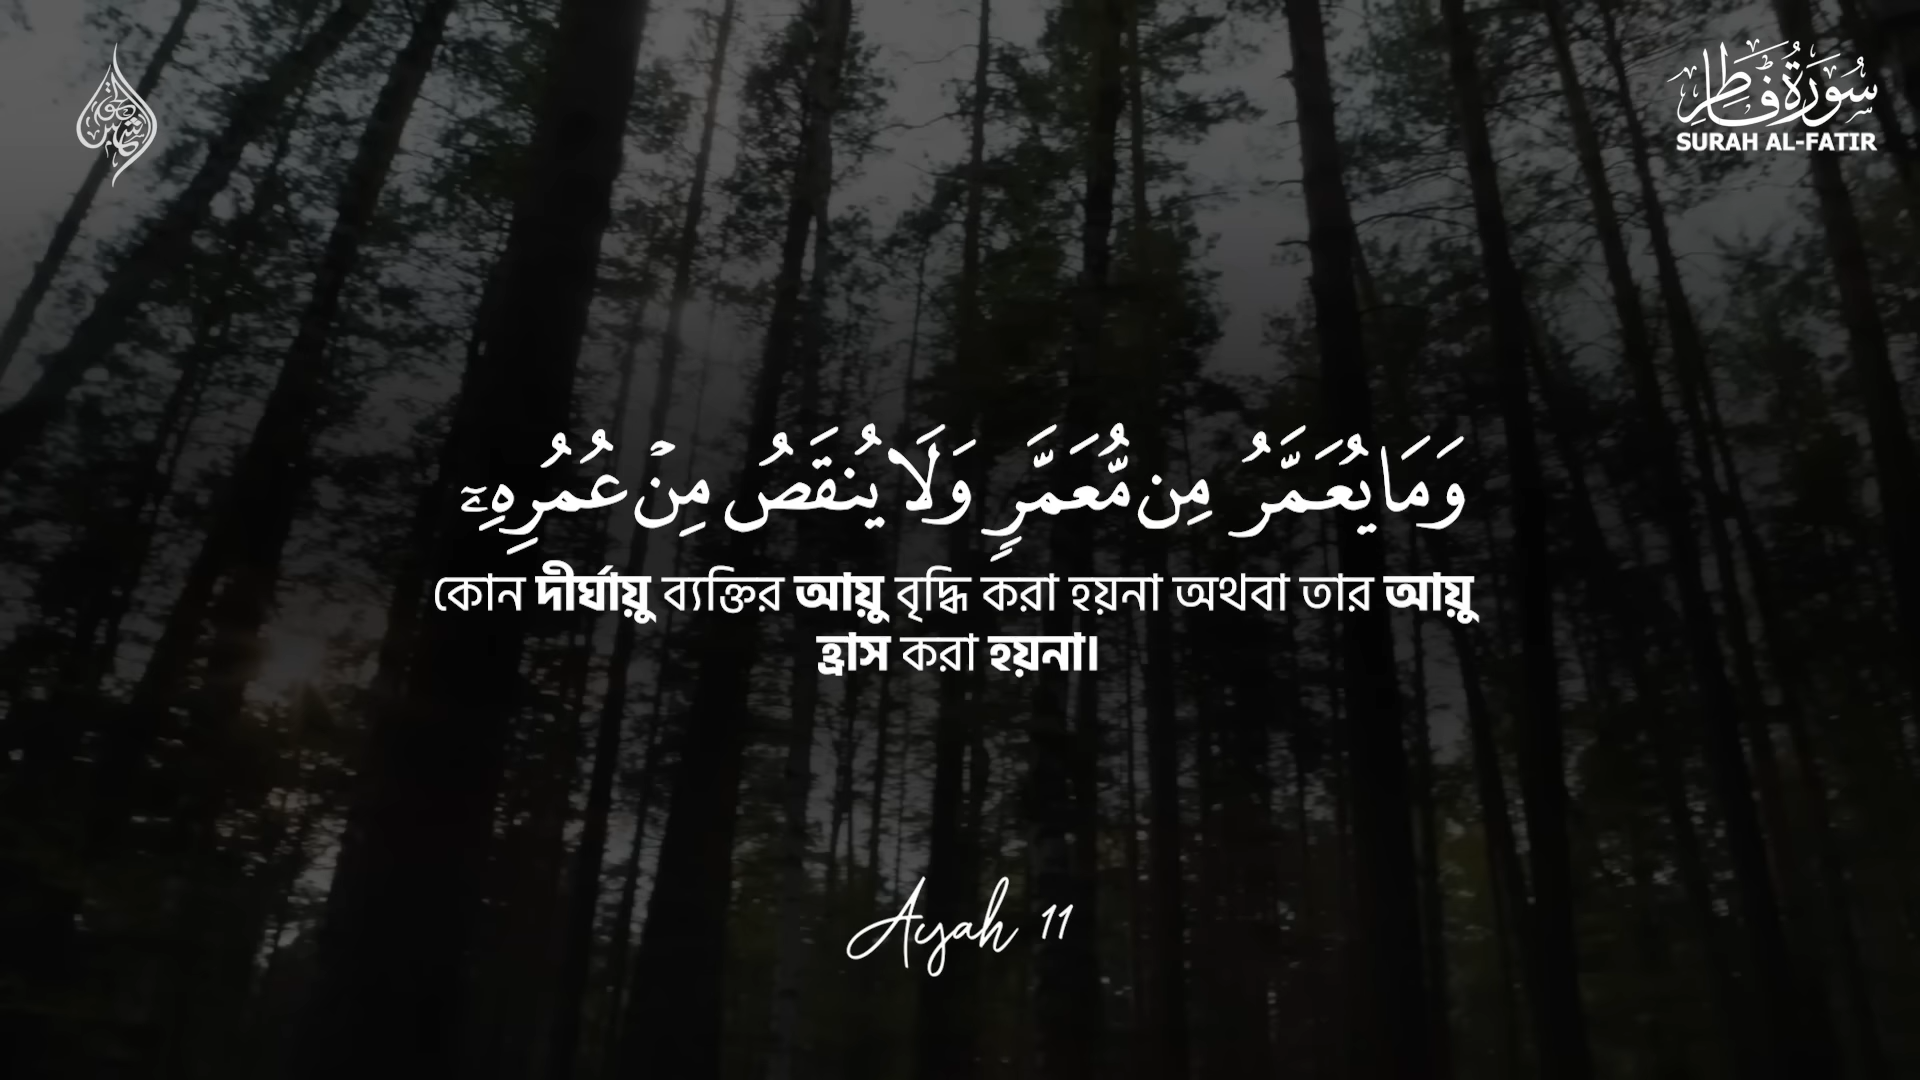 سُورَةُ فَاطِر
SURAH AL-FATIR
وَمَا يُعَمَّرُ مِن مُّعَمَّرٍ وَلَا يُنقَصُ مِنْ عُمُرِهِۦٓ
কোন দীর্ঘায়ু ব্যক্তির আয়ু বৃদ্ধি করা হয়না অথবা তার আয়ু
হ্রাস করা হয়না।
Ayah 11